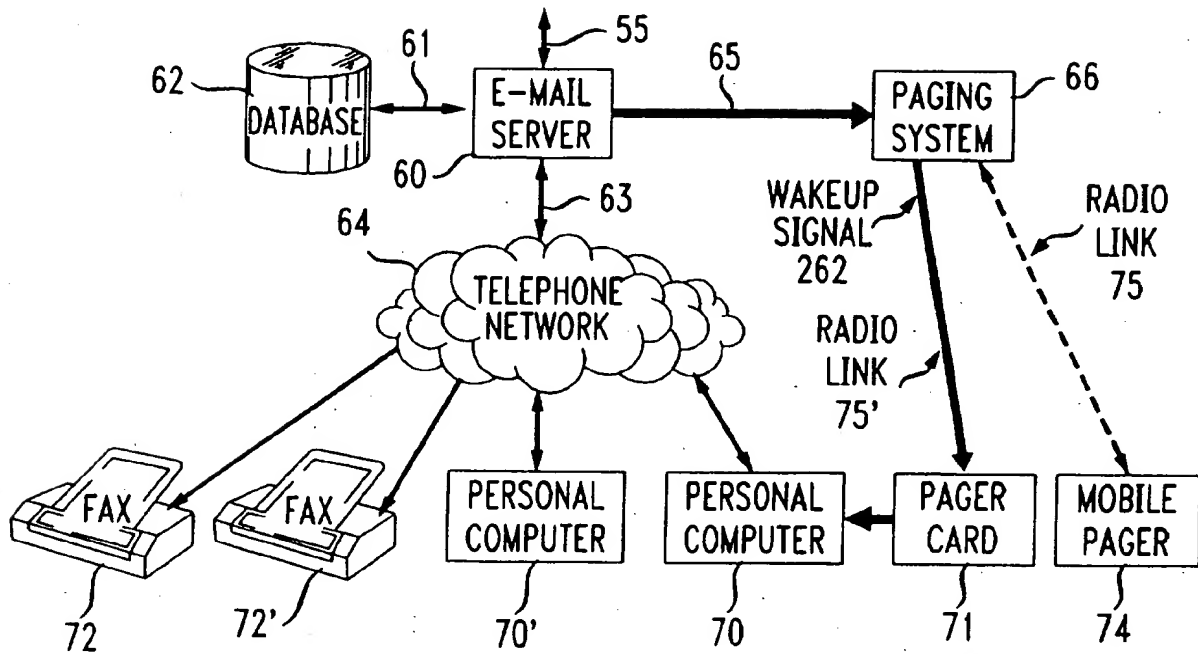 55
61
65
62
66
DATABASE
E-MAIL
SERVER
PAGING
SYSTEM
60
63
WAKEUP
SIGNAL
262
RADIO
LINK
75
64
TELEPHONE
NETWORK
RADIO
LINK
75'
FAX
FAX
PERSONAL
COMPUTER
PERSONAL
COMPUTER
PAGER
CARD
MOBILE
PAGER
72
72'
70'
70
71
74